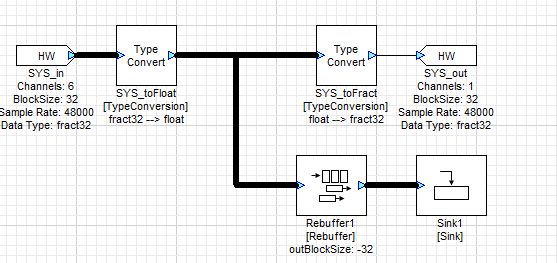 HW
SYS_in
Channels: 6
BlockSize: 32
Sample Rate: 48000
Data Type: fract32
Type
Convert
SYS_toFloat
[TypeConversion]
fract32 --> float
Type
Convert
SYS_toFract
[TypeConversion]
float --> fract32
HW
SYS_out
Channels: 1
BlockSize: 32
Sample Rate: 48000
Data Type: fract32
Rebuffer1
[Rebuffer]
outBlockSize: -32
Sink1
[Sink]